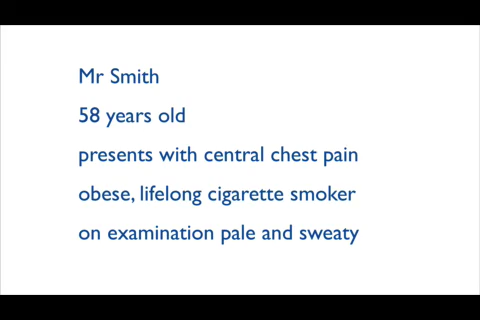 Mr Smith
58 years old
presents with central chest pain
obese, lifelong cigarette smoker
on examination pale and sweaty